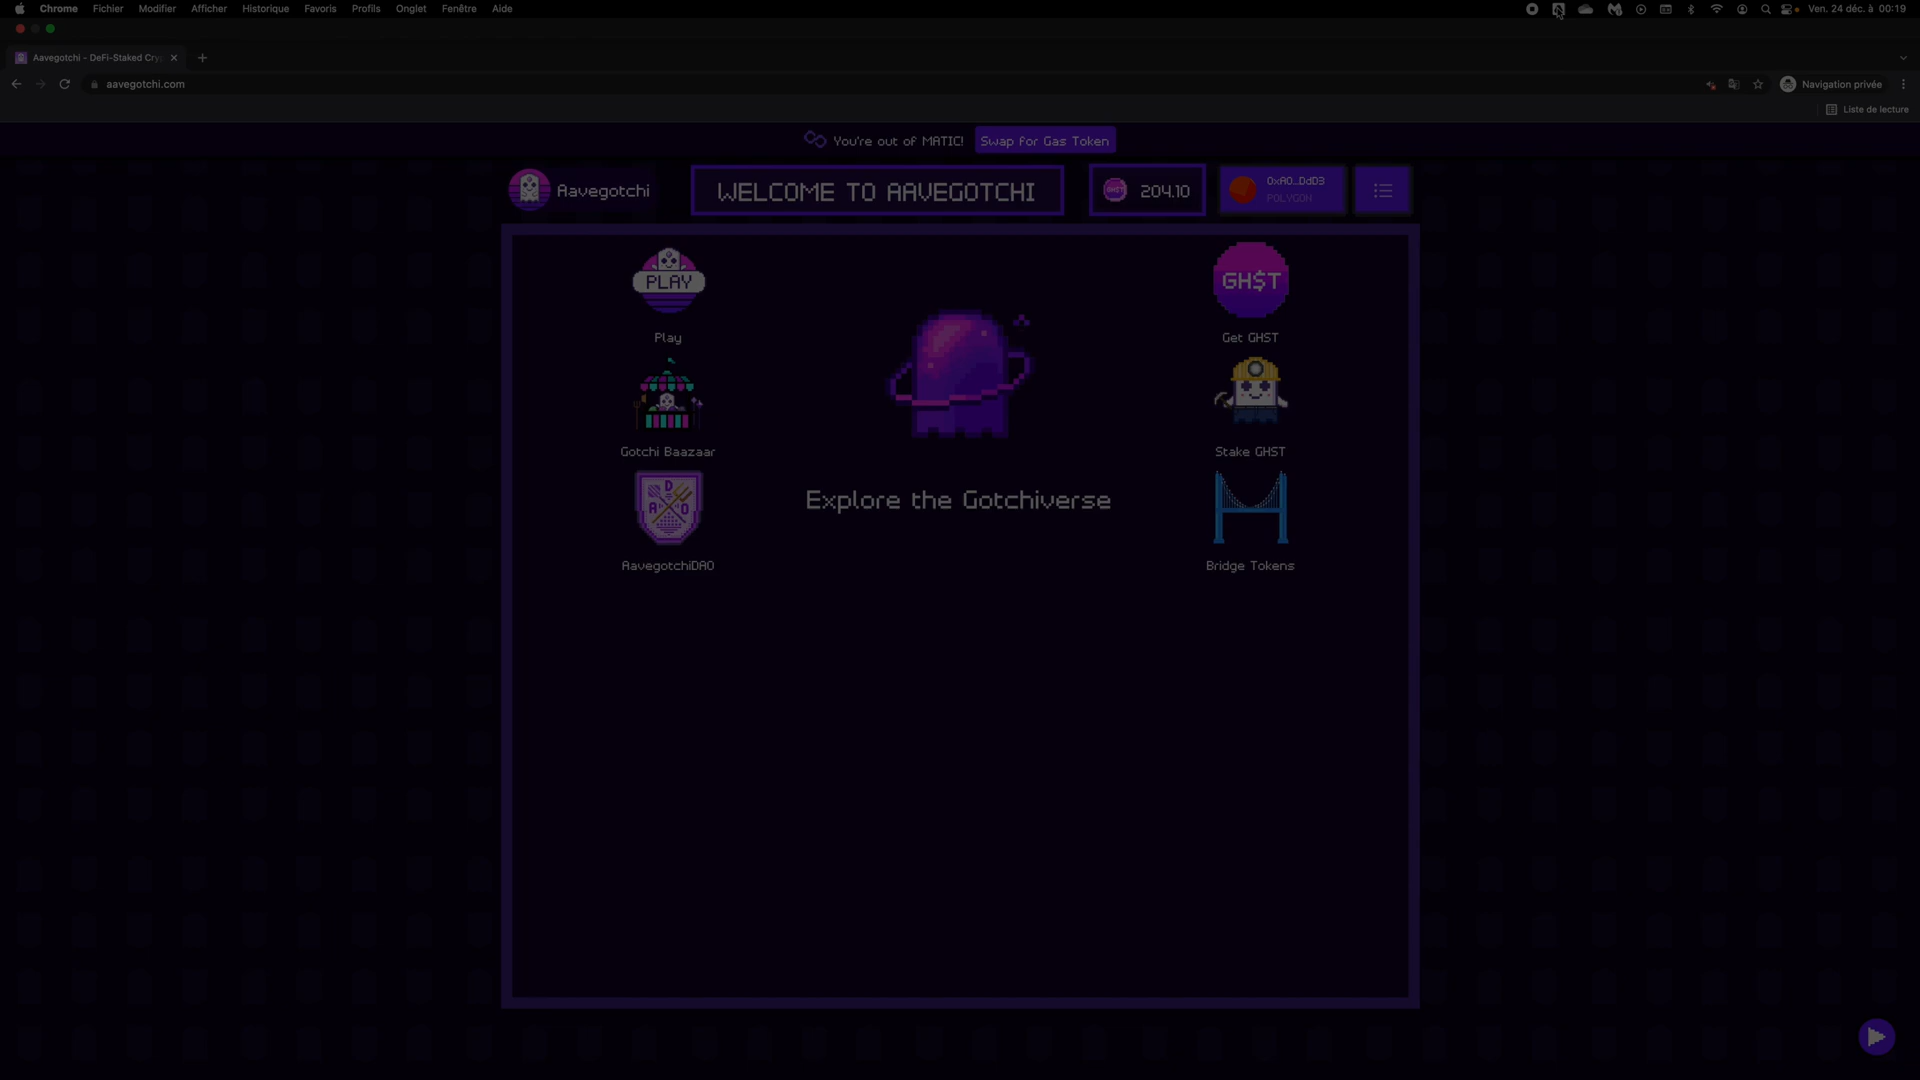 Chrome Fichier Modifier Afficher Historique Favoris Profils Onglet Fenêtre Aide Ven. 24 déc. à 00:19
Aavegotchi - DeFi-Staked Cry
aavegotchi.com Navigation privée
Liste de lecture
You're out of MATIC! Swap for Gas Token
Aavegotchi WELCOME TO AAVEGOTCHI GH$T 204.10 0xA0...DdD3
POLYGON
PLAY GH$T
Play Get GHST
Gotchi Baazaar Stake GHST
D
A O
Explore the Gotchiverse
AavegotchiDAO Bridge Tokens